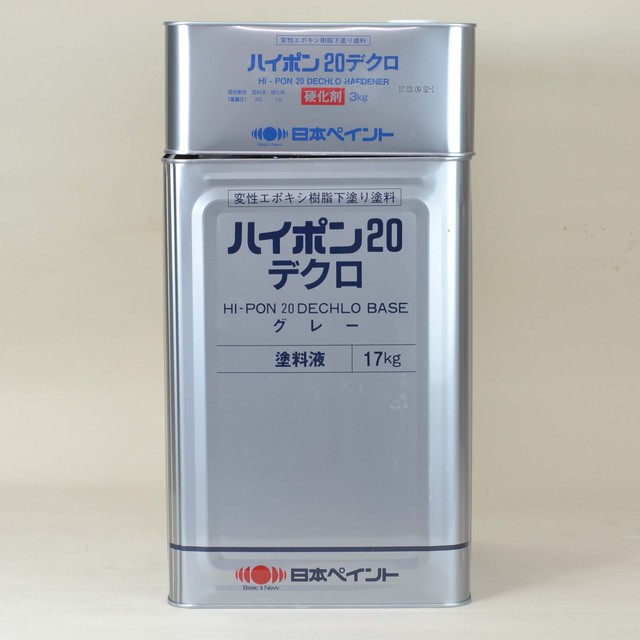 変性エポキシ樹脂下塗り塗料
ハイポン20デクロ
HI-PON 20 DECHLO HARDENER
硬化剤 3kg
日本ペイント
Basic & New
変性エポキシ樹脂下塗り塗料
ハイポン20
デクロ
HI-PON 20 DECHLO BASE
グレー
塗料液 17kg
日本ペイント
Basic & New